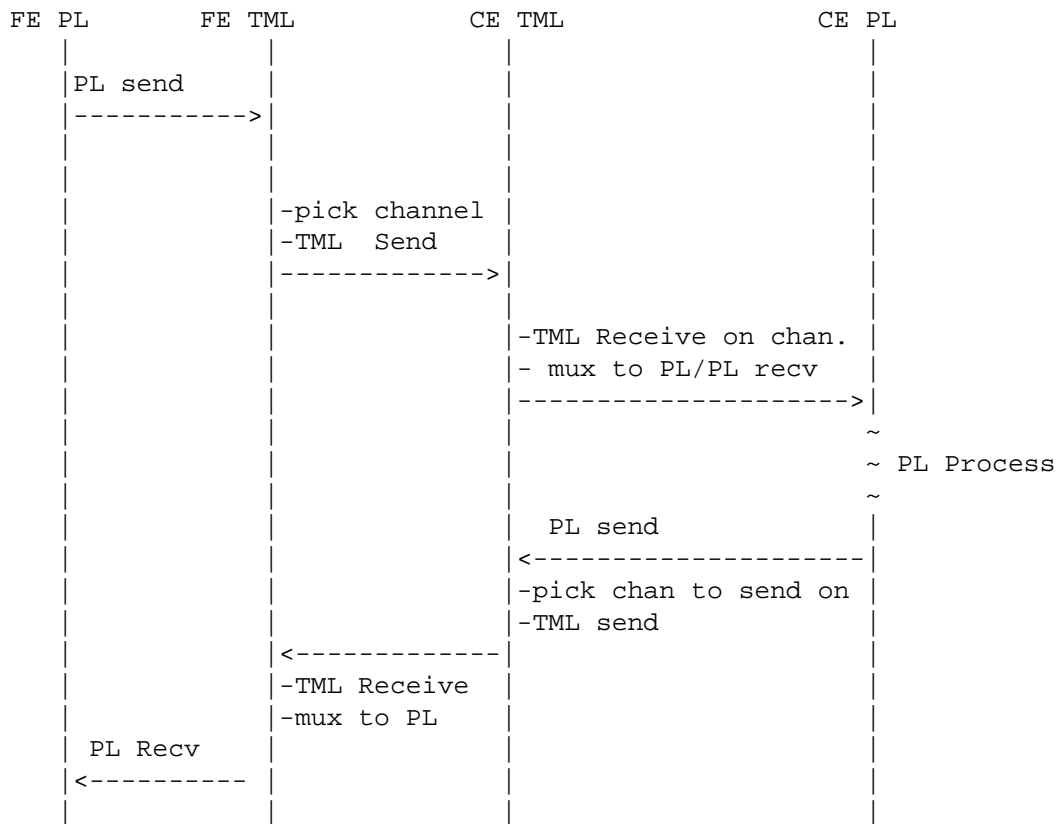 FE PL FE TML CE TML CE PL
PL send
-pick channel
-TML Send
-TML Receive on chan.
- mux to PL/PL recv
~
~ PL Process
~
PL send
-pick chan to send on
-TML send
-TML Receive
-mux to PL
PL Recv